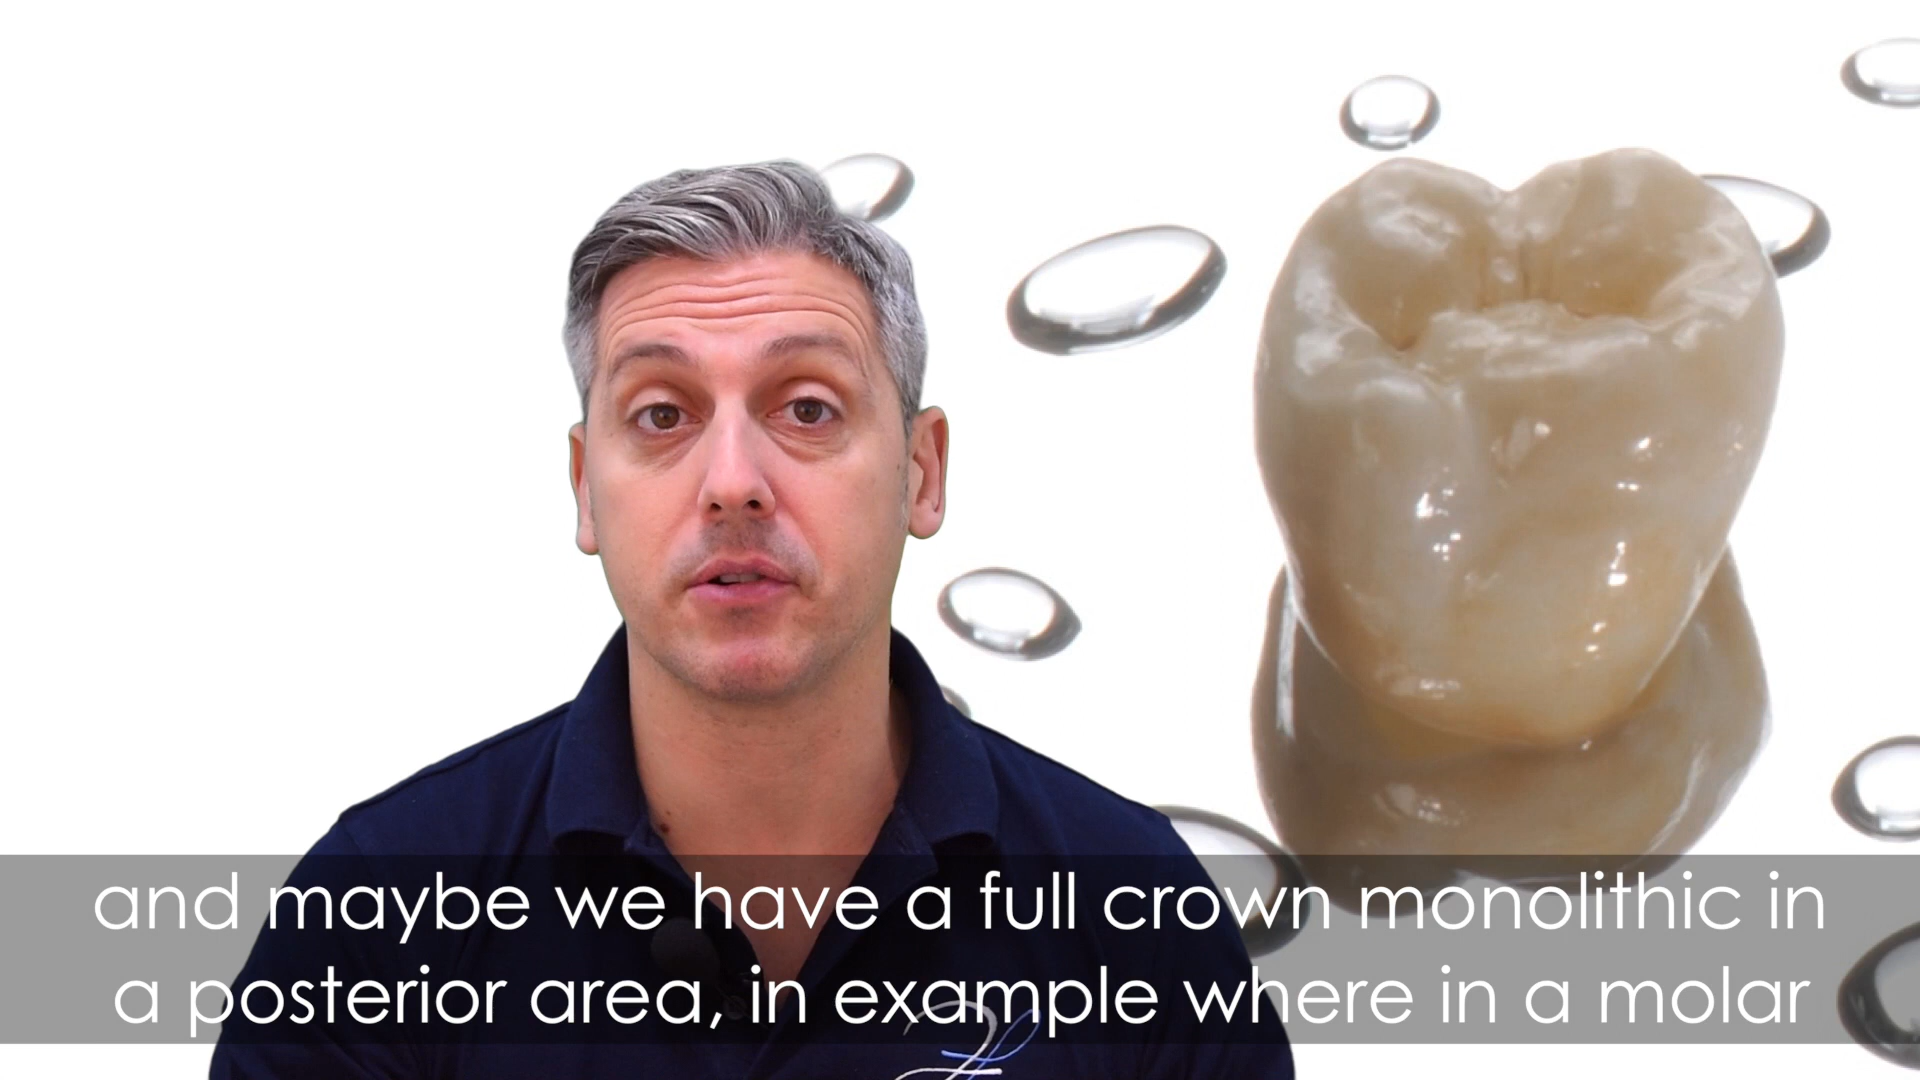 and maybe we have a full crown monolithic in
a posterior area, in example where in a molar